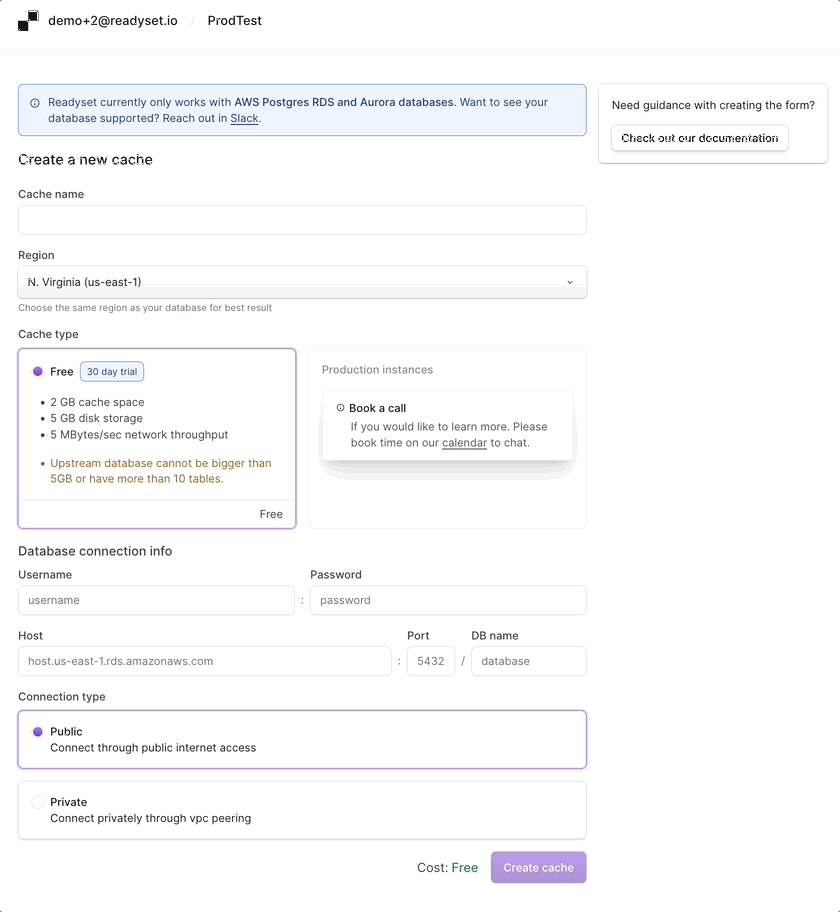 demo+2@readyset.io / ProdTest
Readyset currently only works with AWS Postgres RDS and Aurora databases. Want to see your
database supported? Reach out in Slack.
Need guidance with creating the form?
Check out our documentation
Create a new cache
Cache name
Region
N. Virginia (us-east-1)
Choose the same region as your database for best result
Cache type
Free 30 day trial
• 2 GB cache space
• 5 GB disk storage
• 5 MBytes/sec network throughput
• Upstream database cannot be bigger than
5GB or have more than 10 tables.
Free
Production instances
Book a call
If you would like to learn more. Please
book time on our calendar to chat.
Database connection info
Username Password
username : password
Host Port DB name
host.us-east-1.rds.amazonaws.com : 5432 / database
Connection type
Public
Connect through public internet access
Private
Connect privately through vpc peering
Cost: Free Create cache